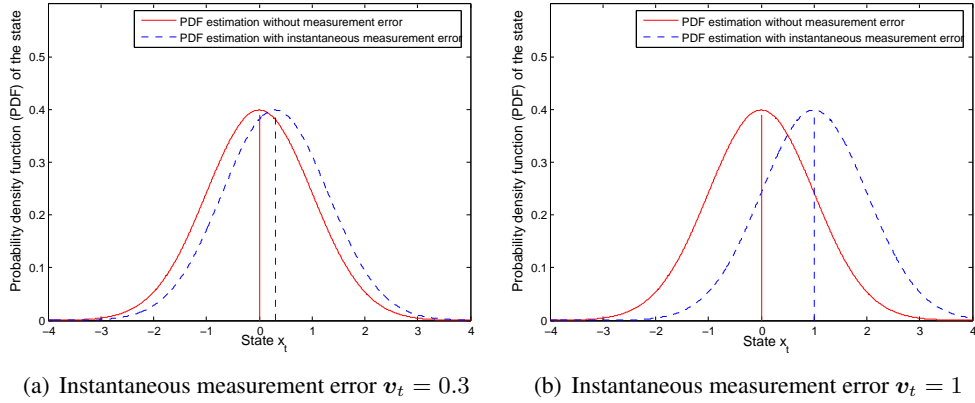 PDF estimation without measurement error
PDF estimation with instantaneous measurement error
Probability density function (PDF) of the state
0.5
0.4
0.3
0.2
0.1
0
−4 −3 −2 −1 0 1 2 3 4
State x_t
(a) Instantaneous measurement error v_t = 0.3
PDF estimation without measurement error
PDF estimation with instantaneous measurement error
Probability density function (PDF) of the state
0.5
0.4
0.3
0.2
0.1
0
−4 −3 −2 −1 0 1 2 3 4
State x_t
(b) Instantaneous measurement error v_t = 1